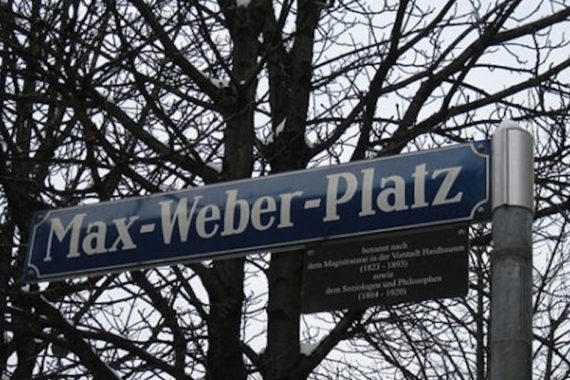 Max-Weber-Platz
benannt nach
dem Magistratsrat in der Vorstadt Haidhausen
(1823 - 1893)
sowie
dem Soziologen und Philosophen
(1864 - 1920)